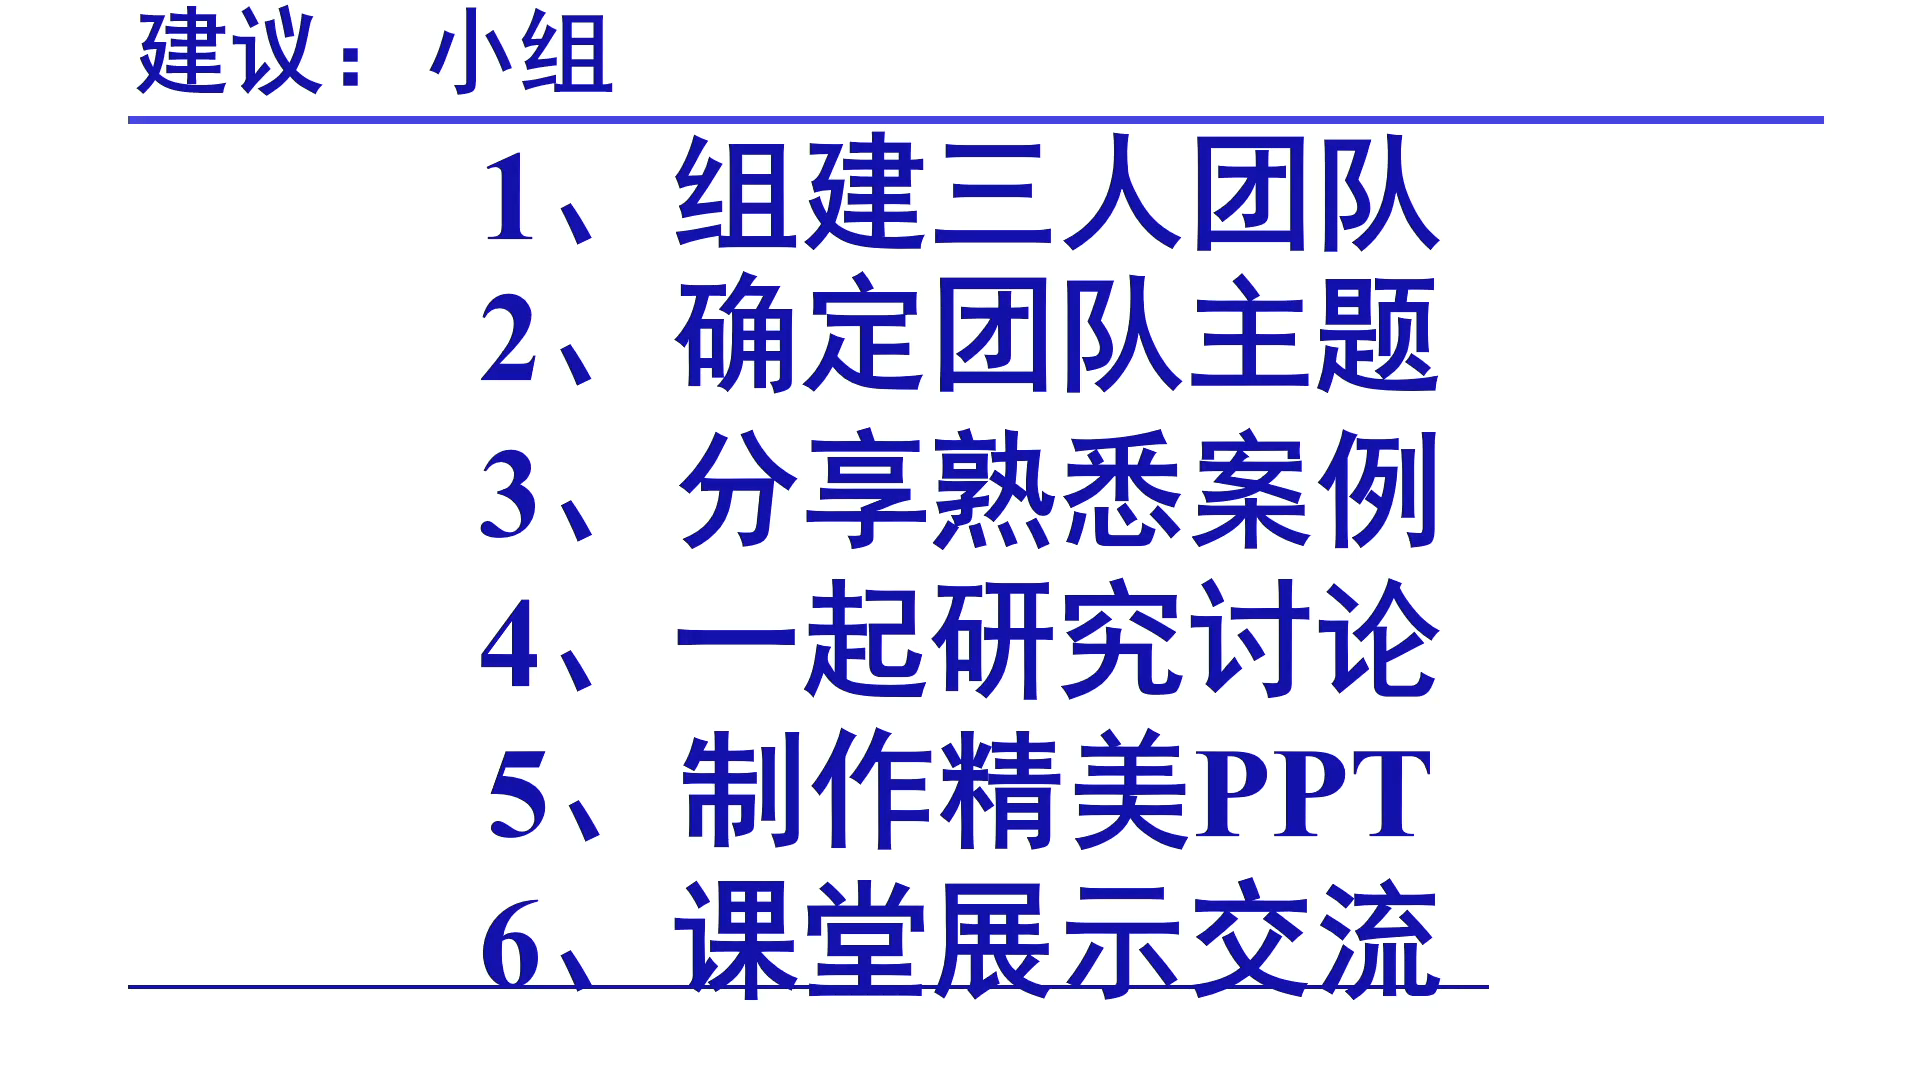 建议：小组
1、组建三人团队
2、确定团队主题
3、分享熟悉案例
4、一起研究讨论
5、制作精美PPT
6、课堂展示交流